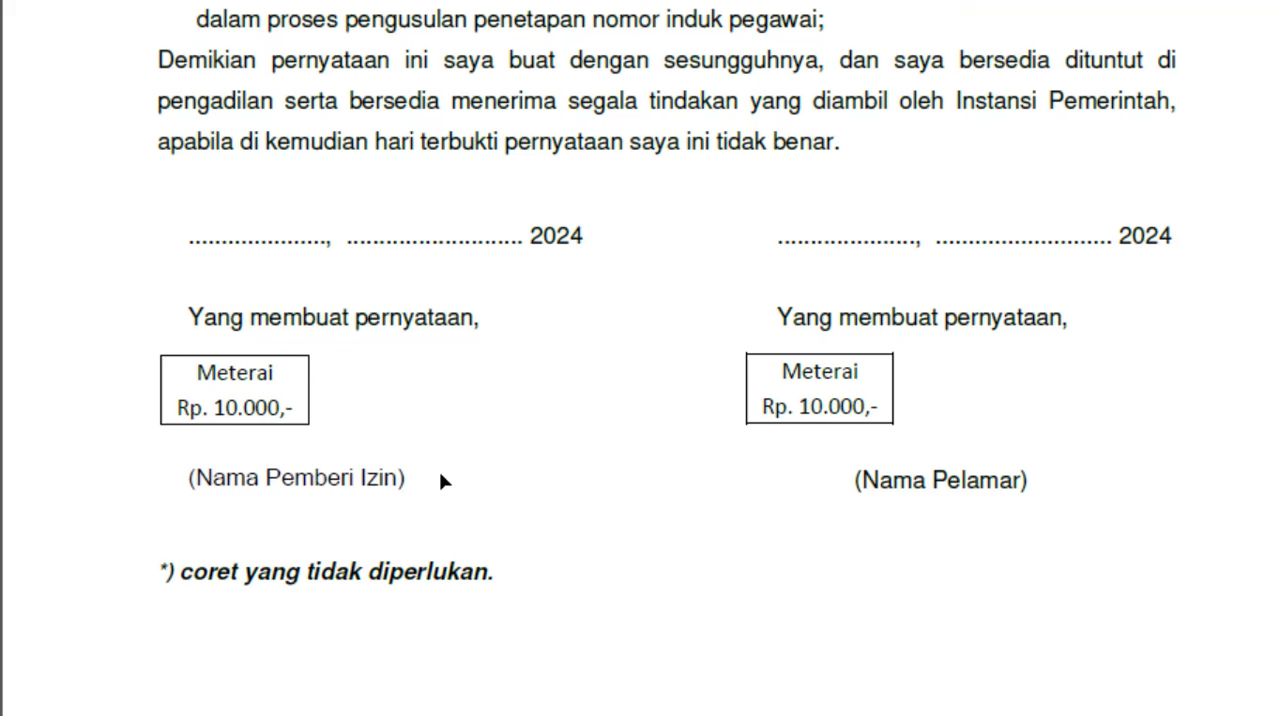 dalam proses pengusulan penetapan nomor induk pegawai;
Demikian pernyataan ini saya buat dengan sesungguhnya, dan saya bersedia dituntut di
pengadilan serta bersedia menerima segala tindakan yang diambil oleh Instansi Pemerintah,
apabila di kemudian hari terbukti pernyataan saya ini tidak benar.
....................., ........................... 2024
....................., ........................... 2024
Yang membuat pernyataan,
Yang membuat pernyataan,
Meterai
Rp. 10.000,-
Meterai
Rp. 10.000,-
(Nama Pemberi Izin)
(Nama Pelamar)
*) coret yang tidak diperlukan.